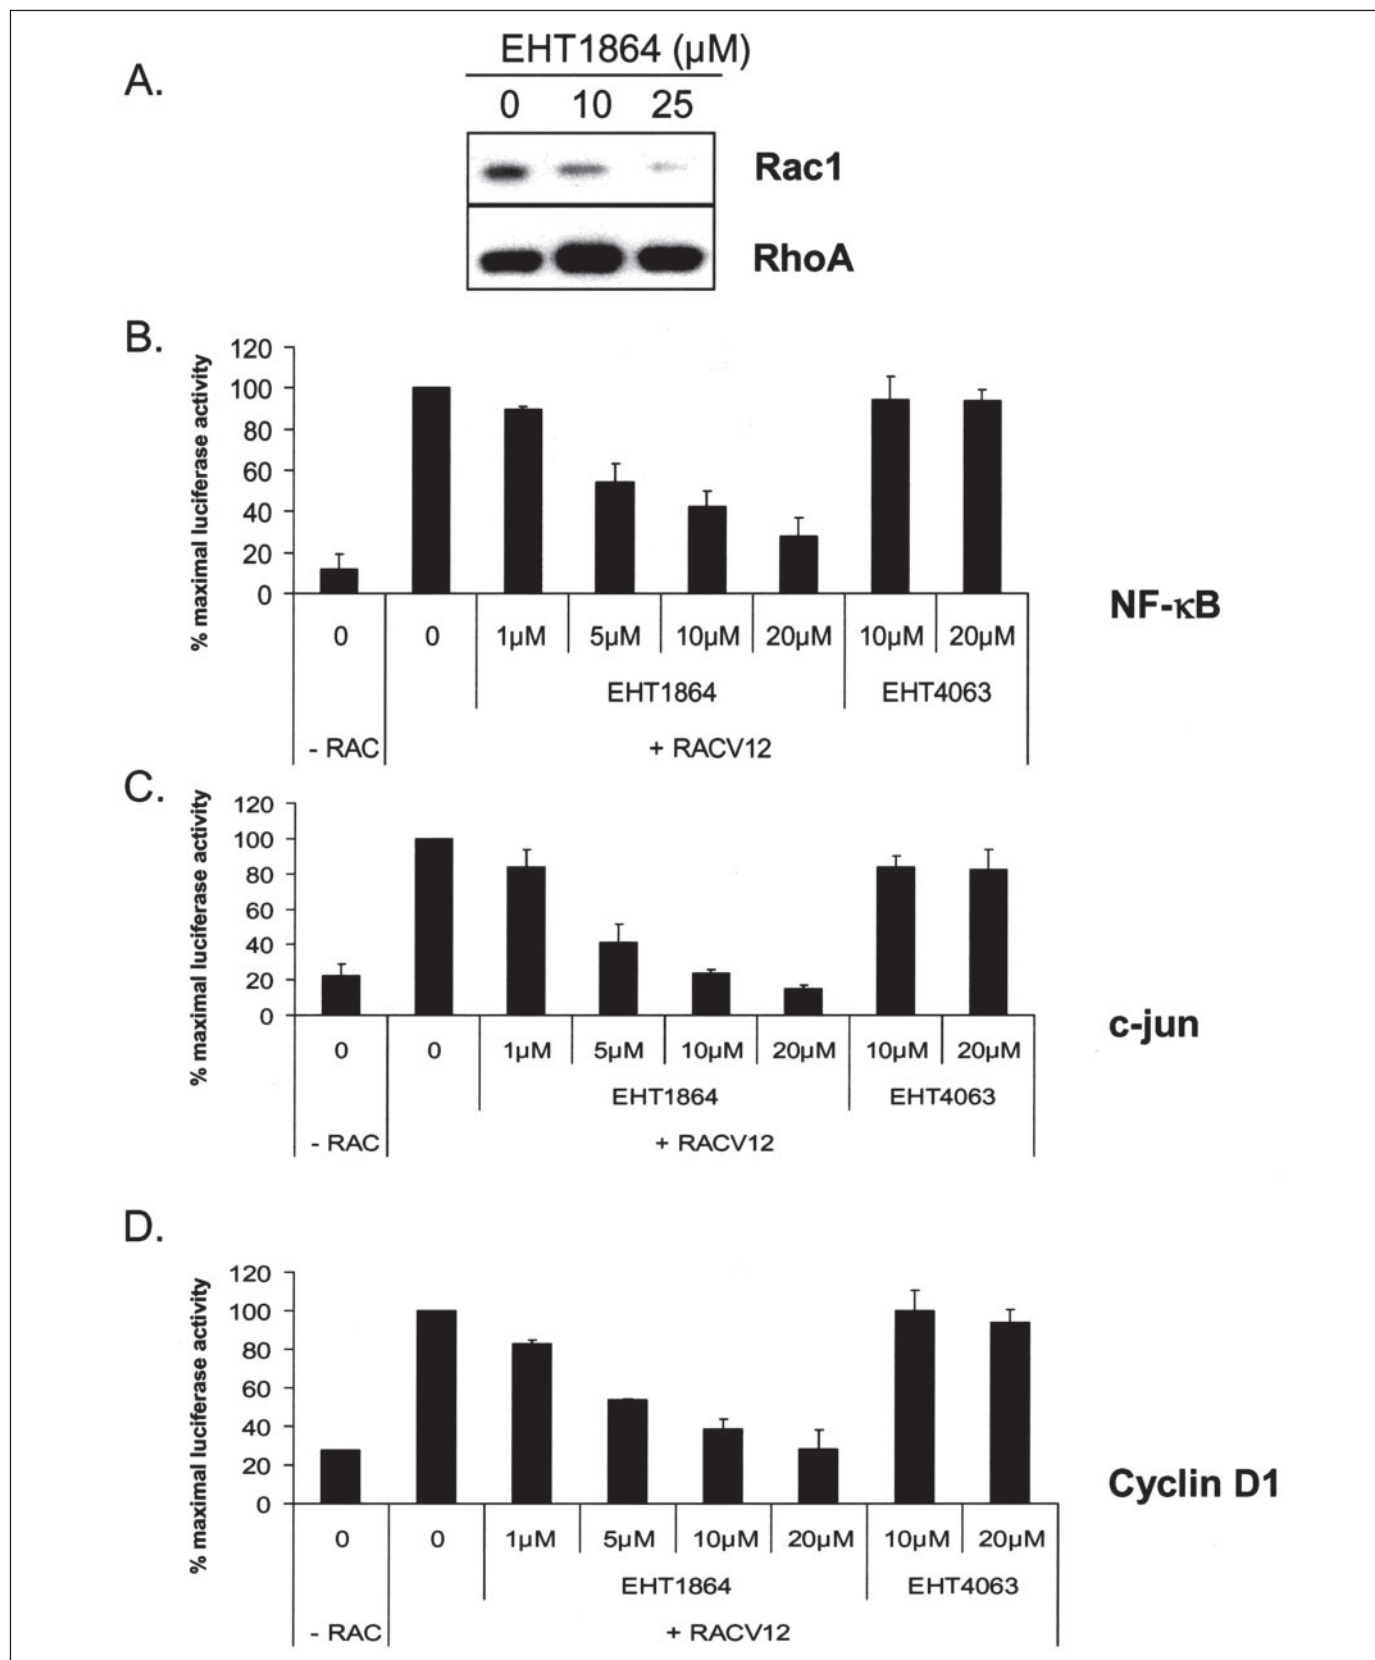 A.
EHT1864 (µM)
0 10 25
Rac1
RhoA
B.
% maximal luciferase activity
120
100
80
60
40
20
0
0 0 1µM 5µM 10µM 20µM 10µM 20µM
EHT1864 EHT4063
- RAC + RACV12
NF-κB
C.
% maximal luciferase activity
120
100
80
60
40
20
0
0 0 1µM 5µM 10µM 20µM 10µM 20µM
EHT1864 EHT4063
- RAC + RACV12
c-jun
D.
% maximal luciferase activity
120
100
80
60
40
20
0
0 0 1µM 5µM 10µM 20µM 10µM 20µM
EHT1864 EHT4063
- RAC + RACV12
Cyclin D1